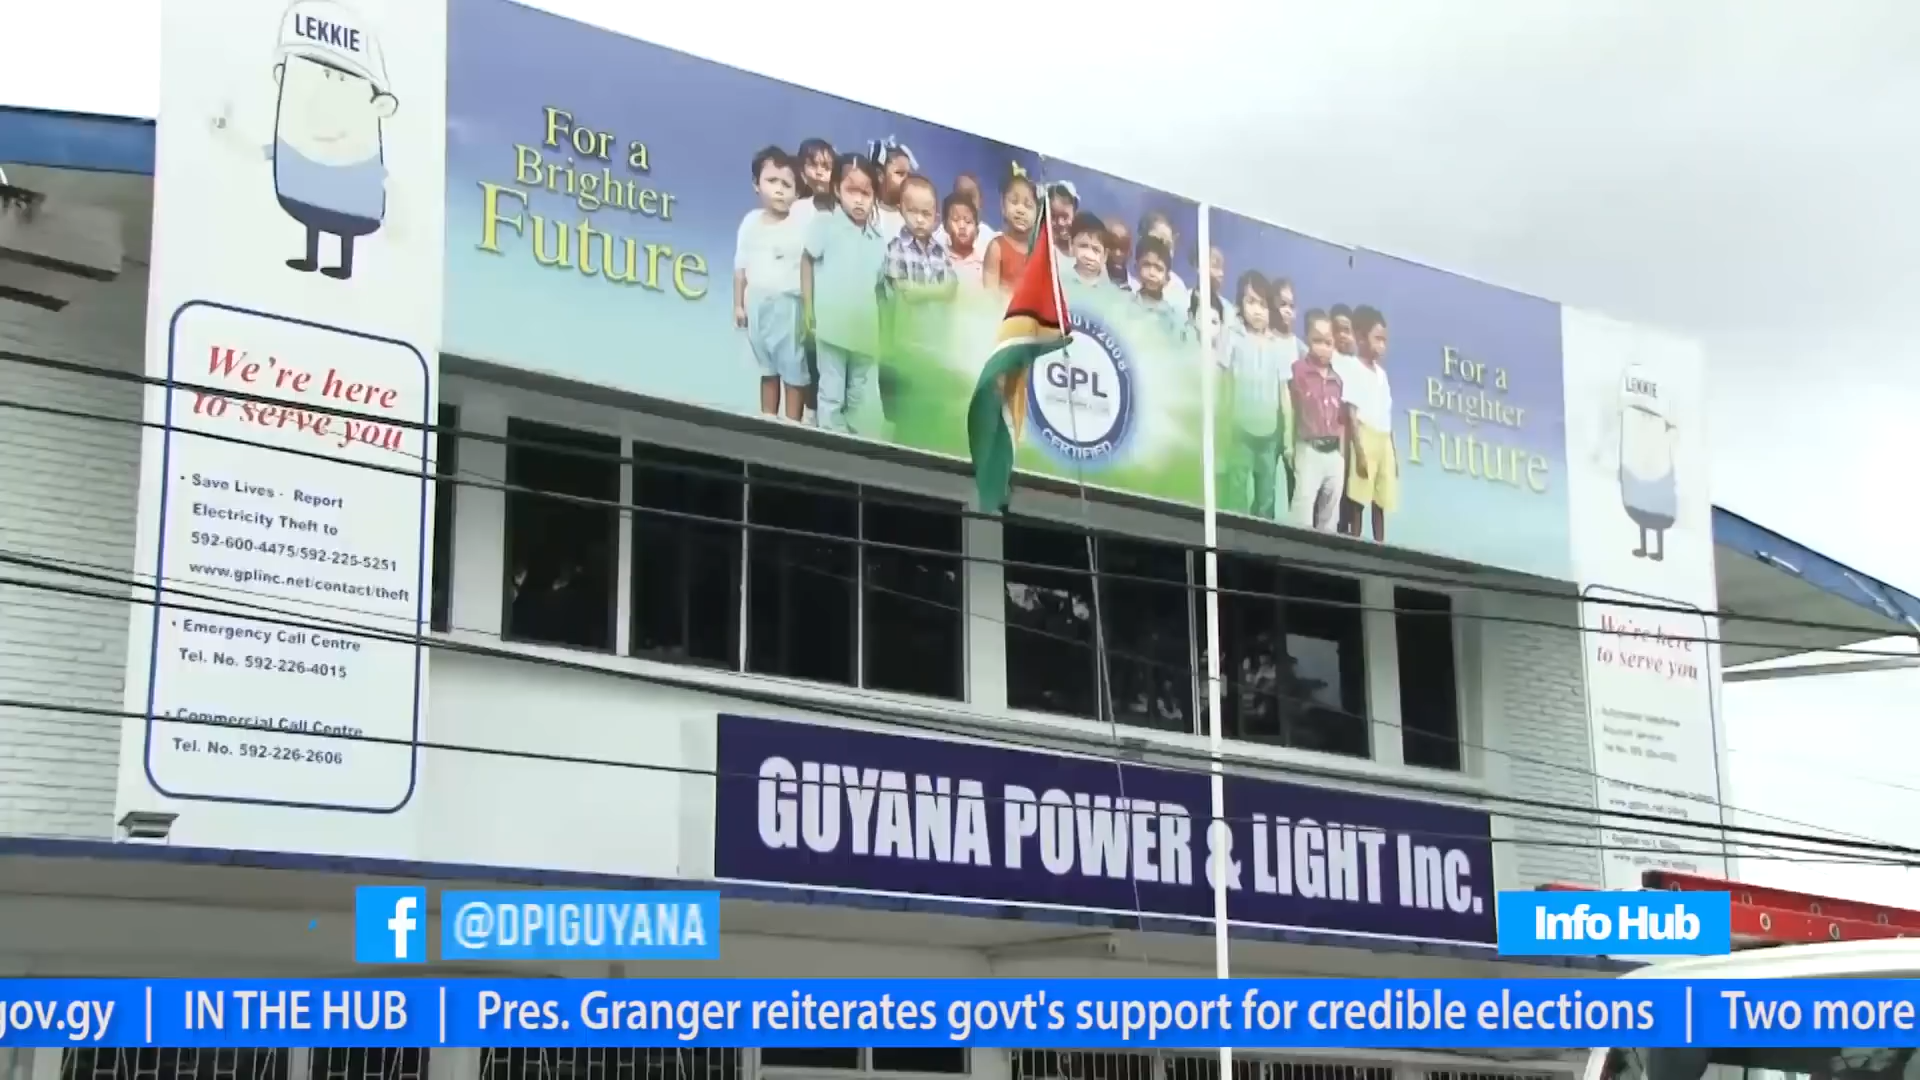 LEKKIE
We're here
to serve you
• Save Lives - Report
Electricity Theft to
592-600-4475/592-225-5251
www.gplinc.net/contact/theft
• Emergency Call Centre
Tel. No. 592-226-4015
• Commercial Call Centre
Tel. No. 592-226-2606
For a
Brighter
Future
GPL
CERTIFIED
For a
Brighter
Future
LEKKIE
We're here
to serve you
GUYANA POWER & LIGHT Inc.
f @DPIGUYANA
Info Hub
gov.gy | IN THE HUB | Pres. Granger reiterates govt's support for credible elections | Two more